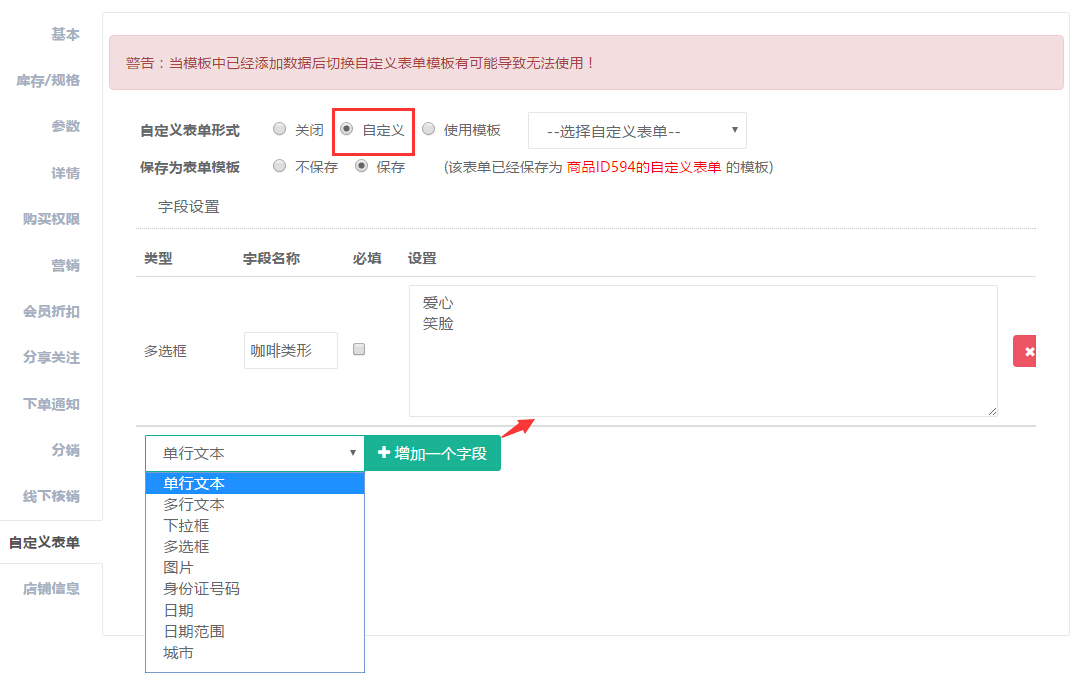 基本
库存/规格
参数
详情
购买权限
营销
会员折扣
分享关注
下单通知
分销
线下核销
自定义表单
店铺信息
警告：当模板中已经添加数据后切换自定义表单模板有可能导致无法使用！
自定义表单形式 关闭 自定义 使用模板 --选择自定义表单--
保存为表单模板 不保存 保存 (该表单已经保存为 商品ID594的自定义表单 的模板)
字段设置
类型 字段名称 必填 设置
多选框 咖啡类形
爱心
笑脸
单行文本 增加一个字段
单行文本
多行文本
下拉框
多选框
图片
身份证号码
日期
日期范围
城市